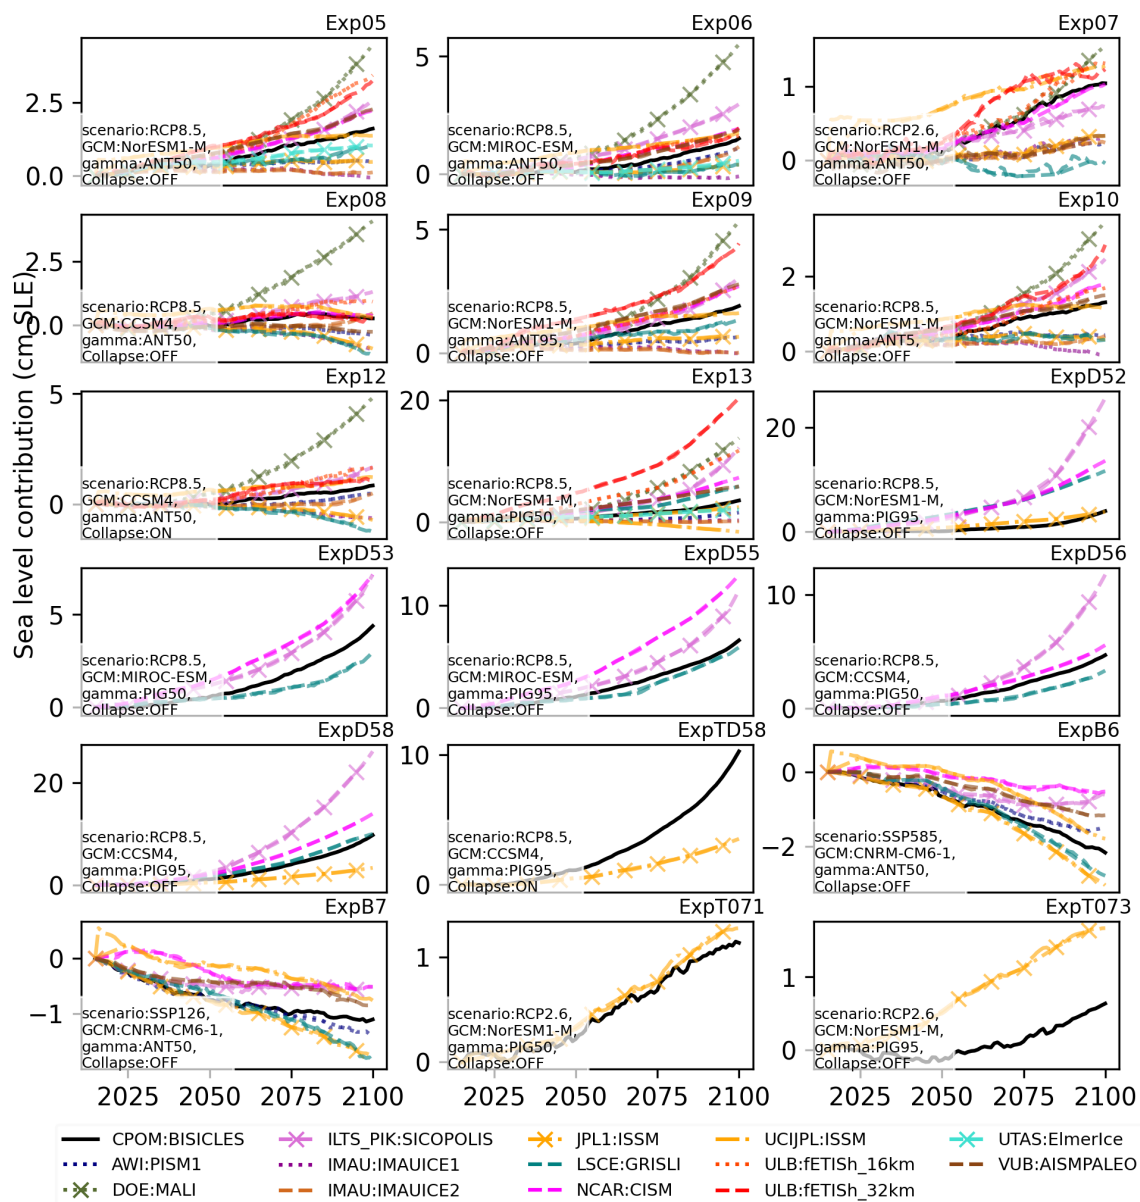 Exp05
Exp06
Exp07
2.5
0.0
scenario:RCP8.5,
GCM:NorESM1-M,
gamma:ANT50,
Collapse:OFF
5
0
scenario:RCP8.5,
GCM:MIROC-ESM,
gamma:ANT50,
Collapse:OFF
1
0
scenario:RCP2.6,
GCM:NorESM1-M,
gamma:ANT50,
Collapse:OFF
Exp08
Exp09
Exp10
2.5
0.0
scenario:RCP8.5,
GCM:CCSM4,
gamma:ANT50,
Collapse:OFF
5
0
scenario:RCP8.5,
GCM:NorESM1-M,
gamma:ANT95,
Collapse:OFF
2
0
scenario:RCP8.5,
GCM:NorESM1-M,
gamma:ANT5,
Collapse:OFF
Sea level contribution (cm SLE)
Exp12
Exp13
ExpD52
5
0
scenario:RCP8.5,
GCM:CCSM4,
gamma:ANT50,
Collapse:ON
20
0
scenario:RCP8.5,
GCM:NorESM1-M,
gamma:PIG50,
Collapse:OFF
20
0
scenario:RCP8.5,
GCM:NorESM1-M,
gamma:PIG95,
Collapse:OFF
ExpD53
ExpD55
ExpD56
5
0
scenario:RCP8.5,
GCM:MIROC-ESM,
gamma:PIG50,
Collapse:OFF
10
0
scenario:RCP8.5,
GCM:MIROC-ESM,
gamma:PIG95,
Collapse:OFF
10
0
scenario:RCP8.5,
GCM:CCSM4,
gamma:PIG50,
Collapse:OFF
ExpD58
ExpTD58
ExpB6
20
0
scenario:RCP8.5,
GCM:CCSM4,
gamma:PIG95,
Collapse:OFF
10
0
scenario:RCP8.5,
GCM:CCSM4,
gamma:PIG95,
Collapse:ON
0
−2
scenario:SSP585,
GCM:CNRM-CM6-1,
gamma:ANT50,
Collapse:OFF
ExpB7
ExpT071
ExpT073
0
−1
scenario:SSP126,
GCM:CNRM-CM6-1,
gamma:ANT50,
Collapse:OFF
1
0
scenario:RCP2.6,
GCM:NorESM1-M,
gamma:PIG50,
Collapse:OFF
1
0
scenario:RCP2.6,
GCM:NorESM1-M,
gamma:PIG95,
Collapse:OFF
2025 2050 2075 2100
2025 2050 2075 2100
2025 2050 2075 2100
CPOM:BISICLES
AWI:PISM1
DOE:MALI
ILTS_PIK:SICOPOLIS
IMAU:IMAUICE1
IMAU:IMAUICE2
JPL1:ISSM
LSCE:GRISLI
NCAR:CISM
UCIJPL:ISSM
ULB:fETISh_16km
ULB:fETISh_32km
UTAS:ElmerIce
VUB:AISMPALEO